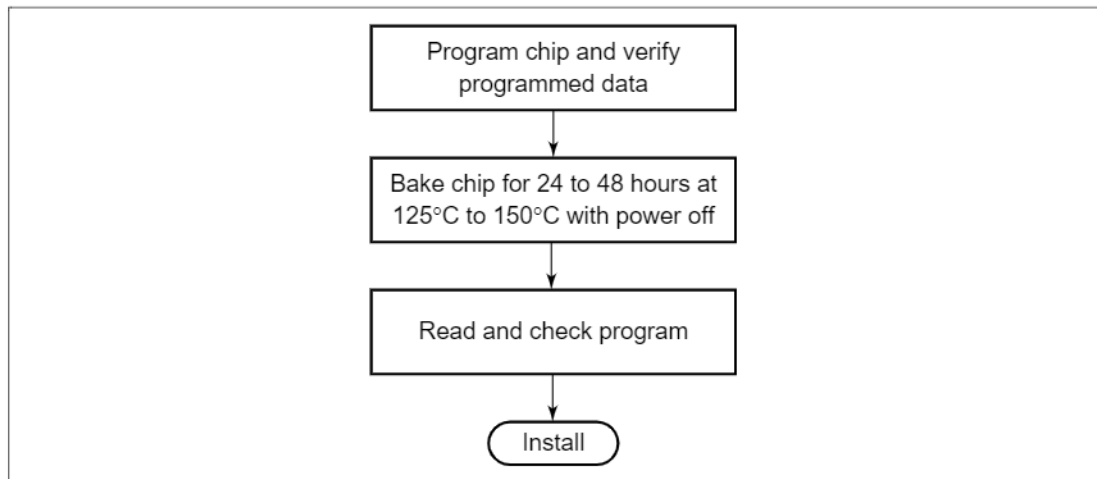 Program chip and verify
programmed data
Bake chip for 24 to 48 hours at
125°C to 150°C with power off
Read and check program
Install